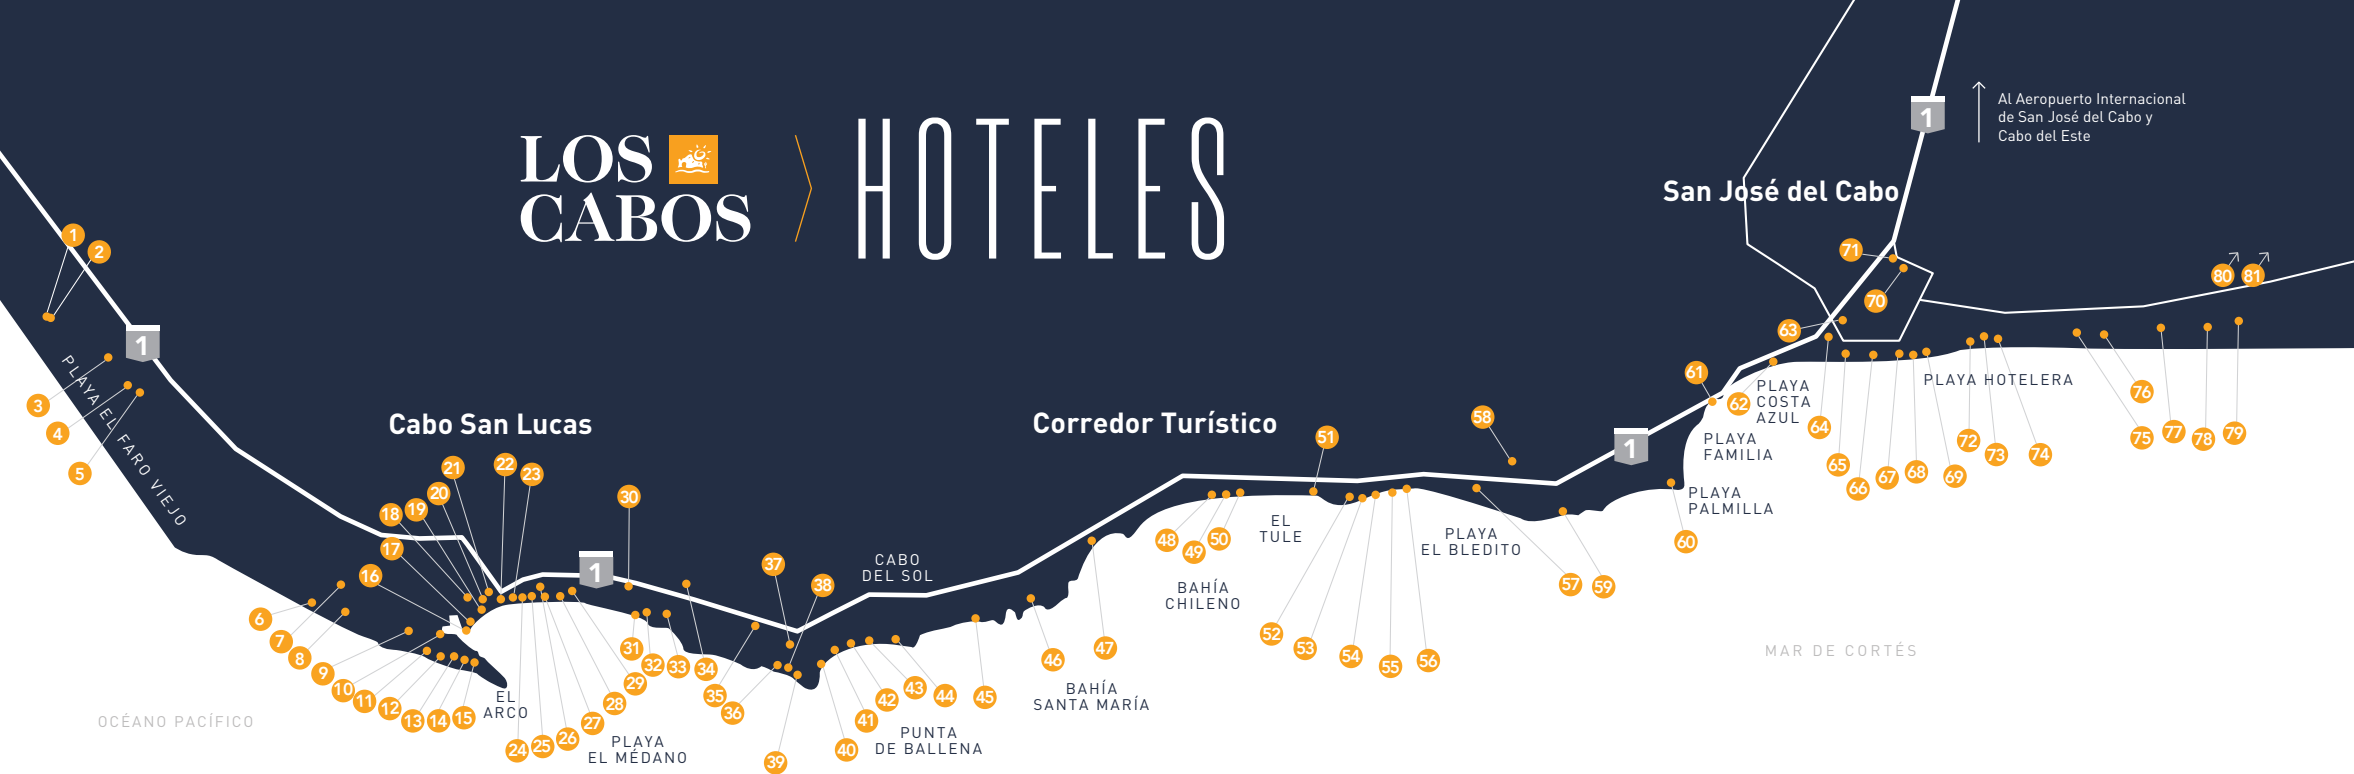 LOS
CABOS
HOTELES
1
Al Aeropuerto Internacional
de San José del Cabo y
Cabo del Este
San José del Cabo
1
2
1
3
4
5
PLAYA EL FARO VIEJO
Cabo San Lucas
Corredor Turístico
6
7
8
9
10
11
12
13
14
15
16
17
18
19
20
21
22
23
24
25
26
27
28
29
30
1
31
32
33
34
35
36
37
38
39
40
41
42
43
44
45
46
47
48
49
50
51
52
53
54
55
56
57
58
59
60
61
62
63
64
65
66
67
68
69
70
71
72
73
74
75
76
77
78
79
80
81
1
EL
ARCO
PLAYA
EL MÉDANO
CABO
DEL SOL
PUNTA
DE BALLENA
BAHÍA
SANTA MARÍA
BAHÍA
CHILENO
EL
TULE
PLAYA
EL BLEDITO
PLAYA
PALMILLA
PLAYA
FAMILIA
PLAYA
COSTA
AZUL
PLAYA HOTELERA
OCÉANO PACÍFICO
MAR DE CORTÉS